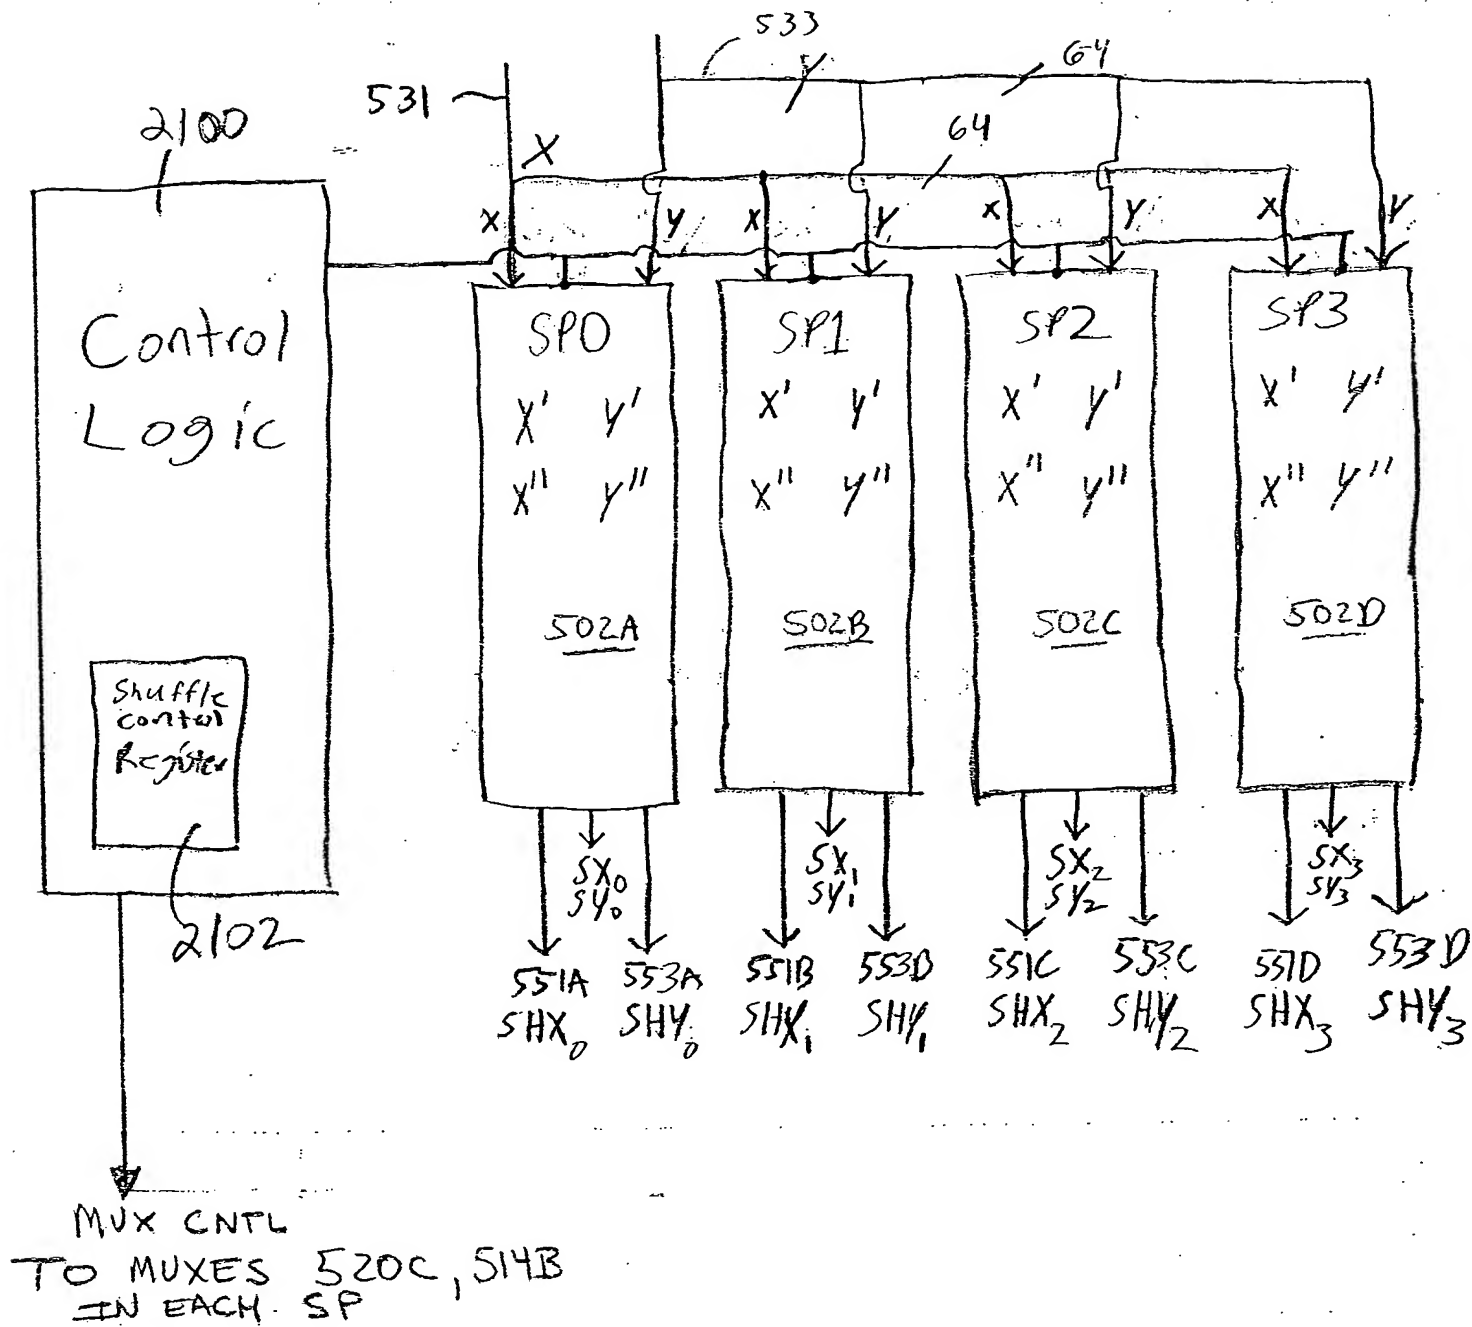 533
64
531
2100
64
X
X
Y
X
Y
X
Y
X
Y
Control
Logic
SP0
X' Y'
X" Y"
502A
SP1
X' Y'
X" Y"
502B
SP2
X' Y'
X" Y"
502C
SP3
X' Y'
X" Y"
502D
Shuffle
control
Register
2102
SX0
SY0
SX1
SY1
SX2
SY2
SX3
SY3
551A
SHX0
553A
SHY0
551B
SHX1
553B
SHY1
551C
SHX2
553C
SHY2
551D
SHX3
553D
SHY3
MUX CNTL
TO MUXES 520C, 514B
IN EACH SP